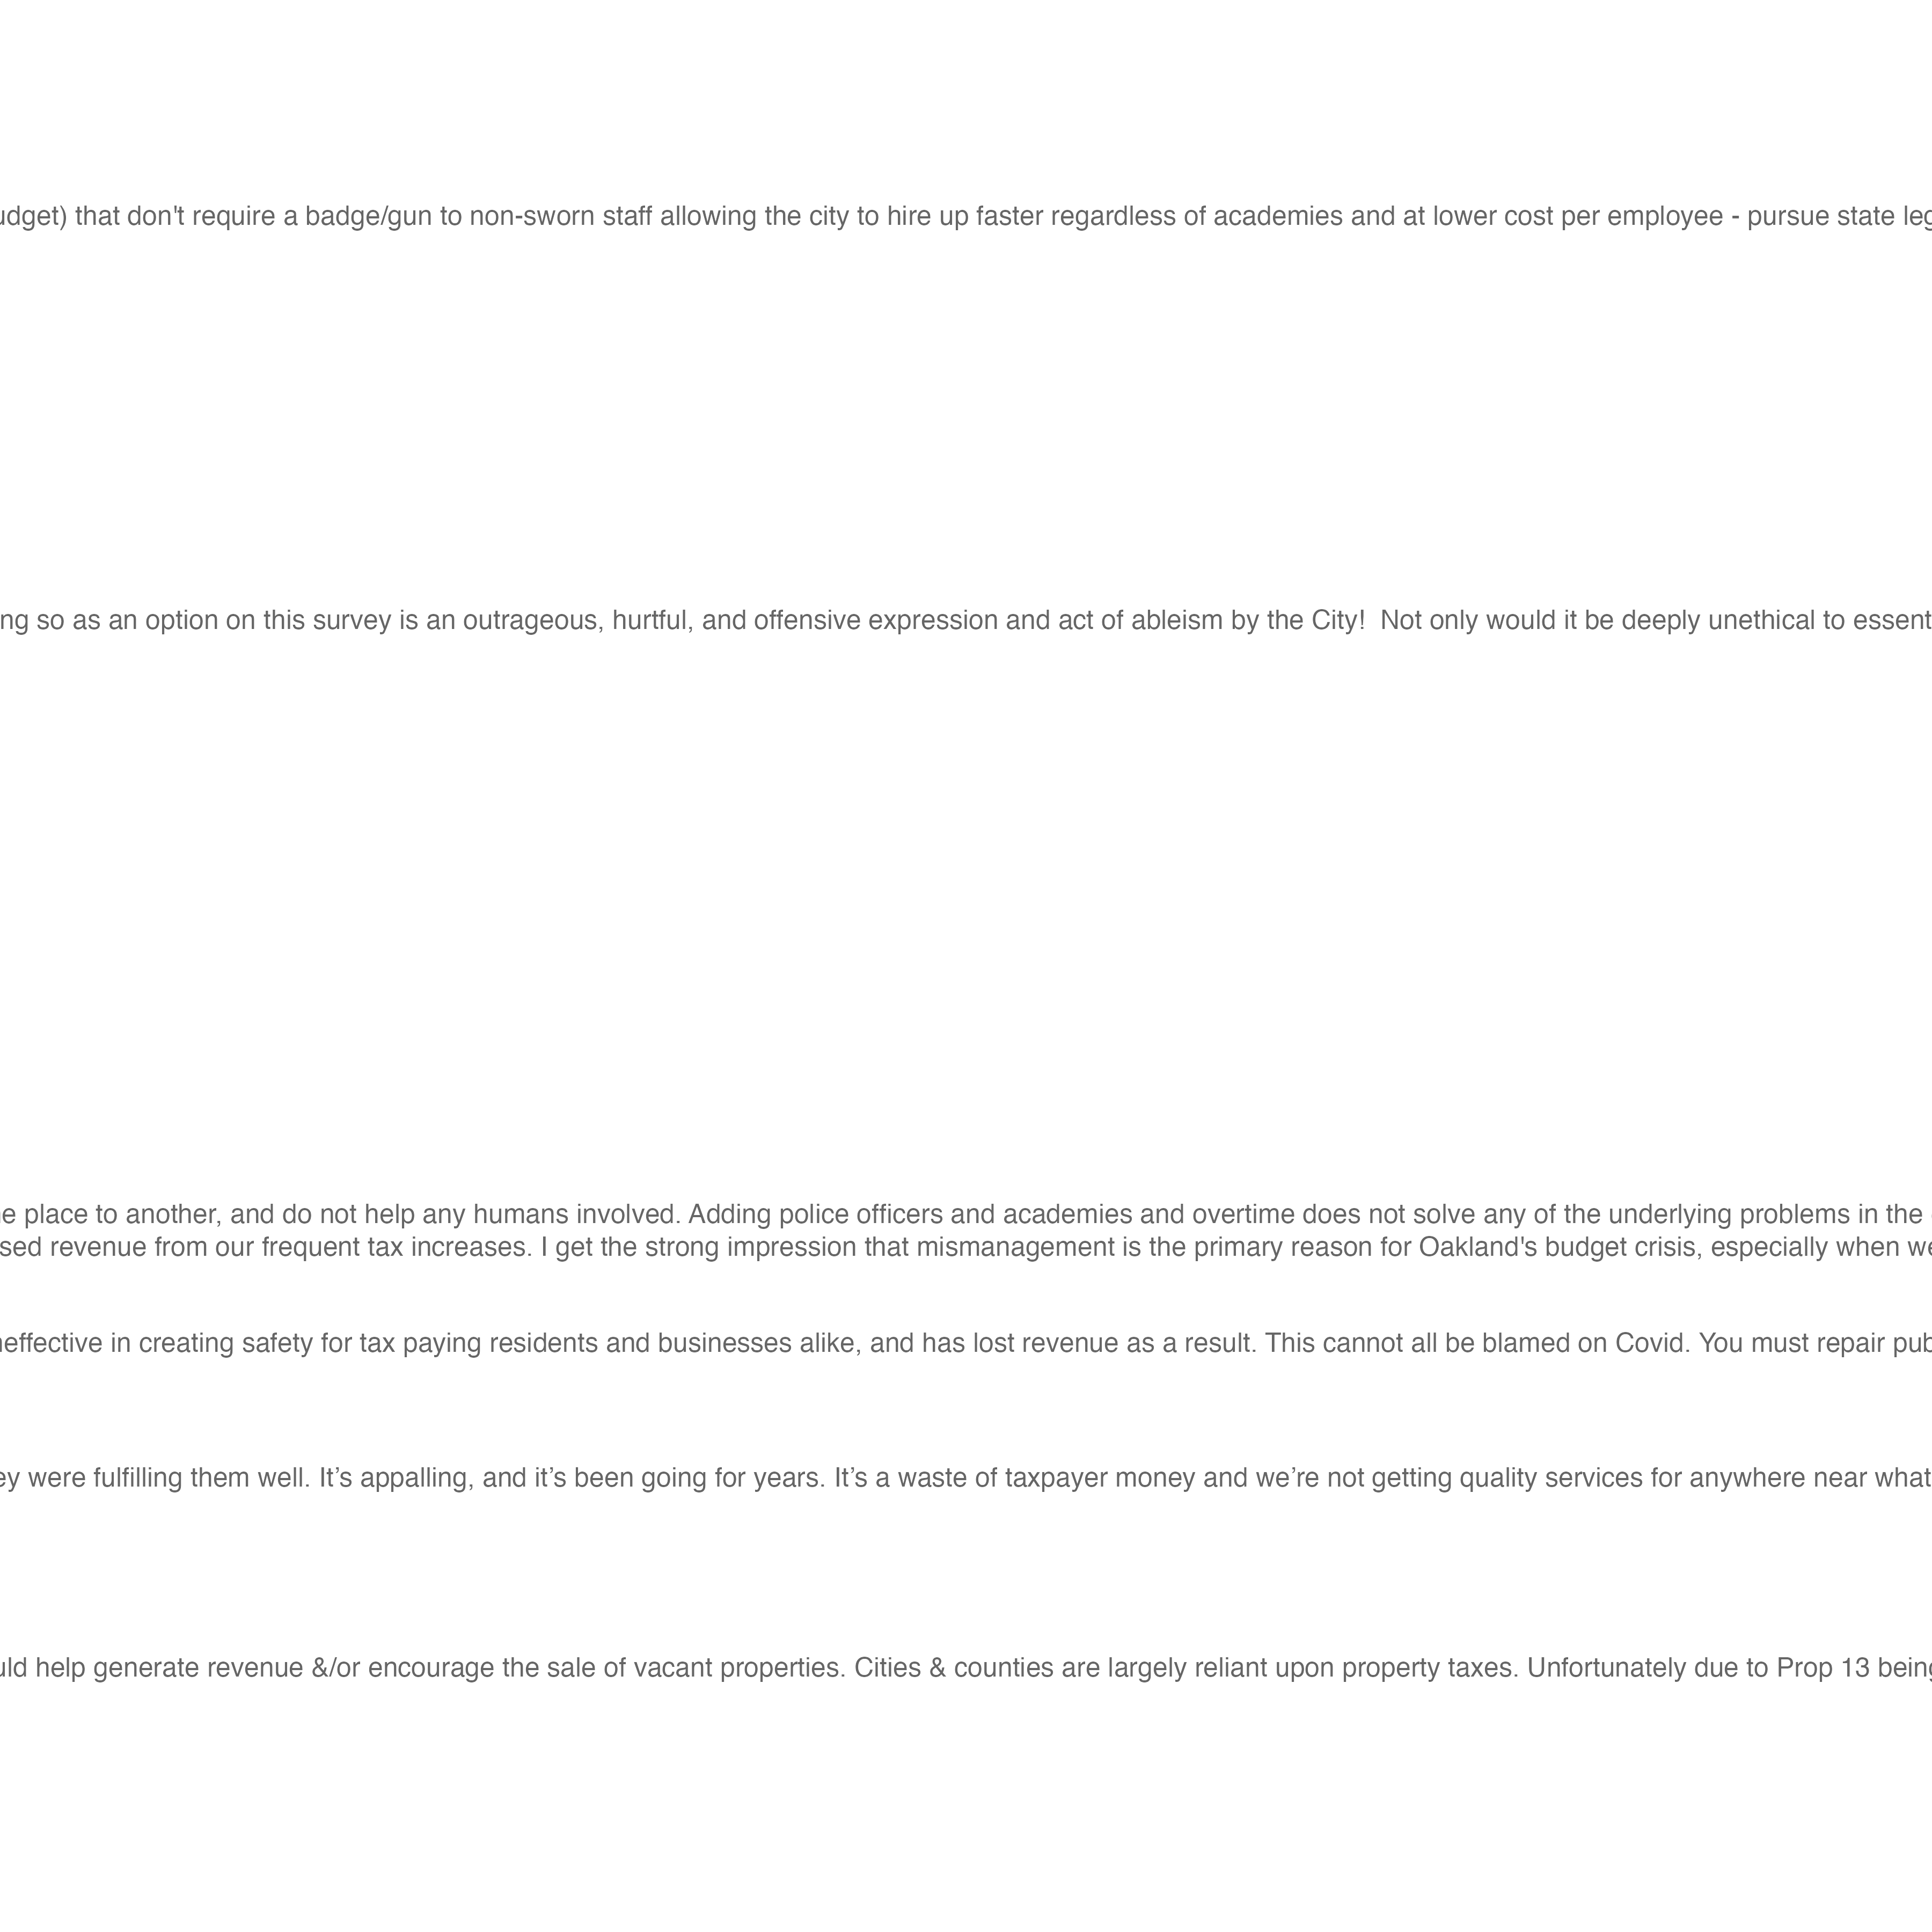 udget) that don't require a badge/gun to non-sworn staff allowing the city to hire up faster regardless of academies and at lower cost per employee - pursue state leg
ng so as an option on this survey is an outrageous, hurtful, and offensive expression and act of ableism by the City!  Not only would it be deeply unethical to essent
e place to another, and do not help any humans involved. Adding police officers and academies and overtime does not solve any of the underlying problems in the
sed revenue from our frequent tax increases. I get the strong impression that mismanagement is the primary reason for Oakland's budget crisis, especially when we
neffective in creating safety for tax paying residents and businesses alike, and has lost revenue as a result. This cannot all be blamed on Covid. You must repair pub
ey were fulfilling them well. It’s appalling, and it’s been going for years. It’s a waste of taxpayer money and we’re not getting quality services for anywhere near what
uld help generate revenue &/or encourage the sale of vacant properties. Cities & counties are largely reliant upon property taxes. Unfortunately due to Prop 13 being